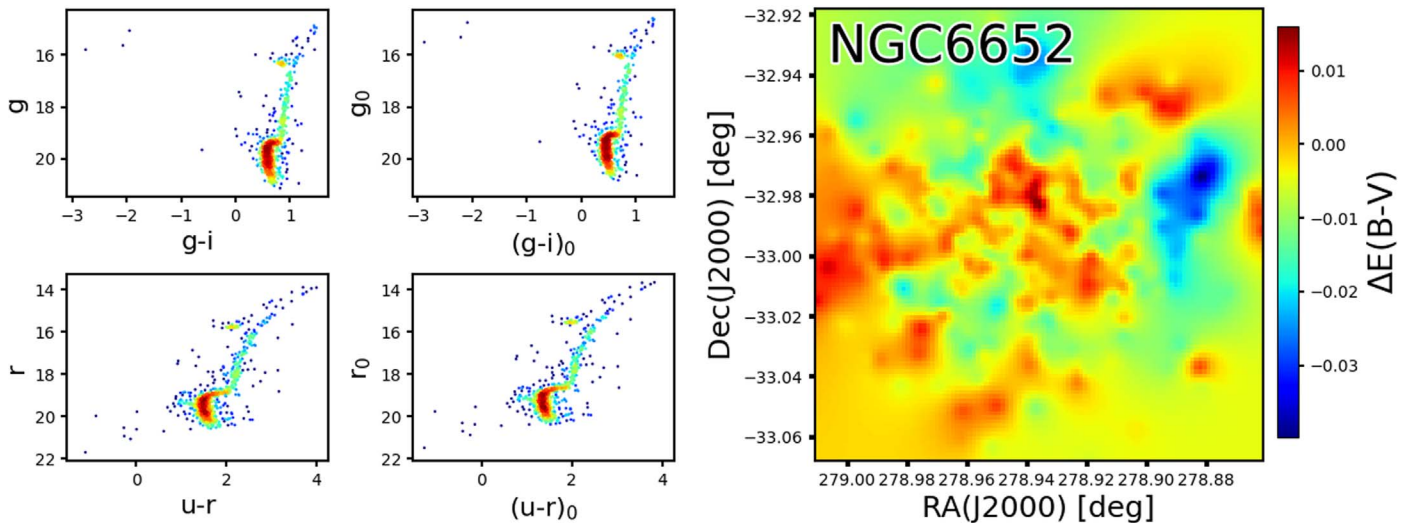 16
18
20
g
−3 −2 −1 0 1
g-i
16
18
20
g₀
−3 −2 −1 0 1
(g-i)₀
14
16
18
20
22
r
0 2 4
u-r
14
16
18
20
22
r₀
0 2 4
(u-r)₀
NGC6652
−32.92
−32.94
−32.96
−32.98
−33.00
−33.02
−33.04
−33.06
Dec(J2000) [deg]
279.00 278.98 278.96 278.94 278.92 278.90 278.88
RA(J2000) [deg]
0.01
0.00
−0.01
−0.02
−0.03
ΔE(B-V)